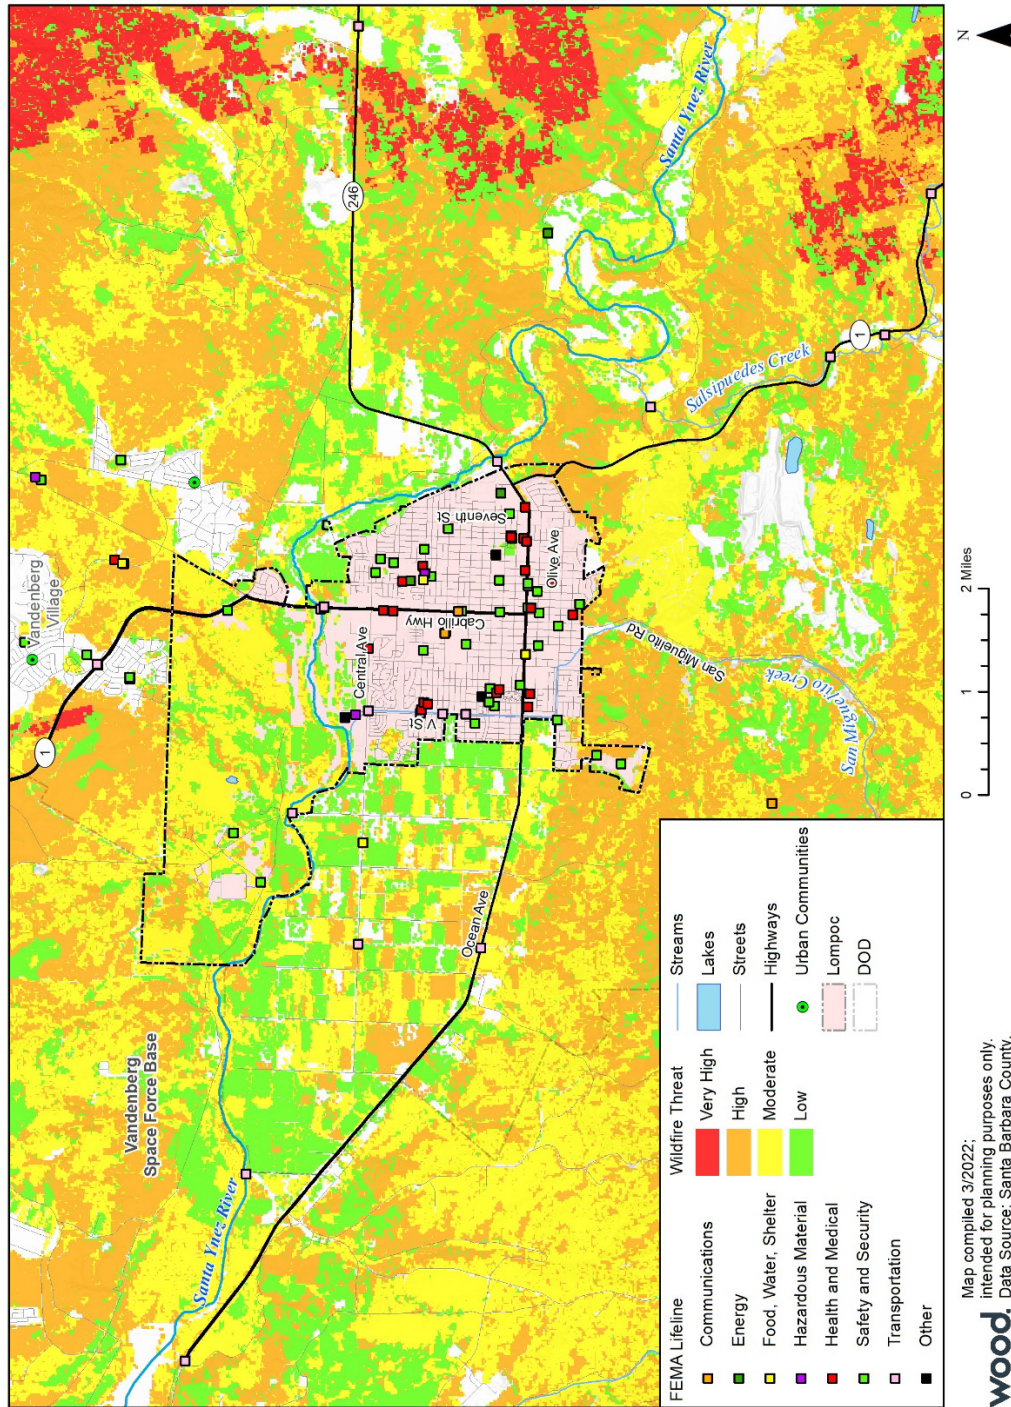 N
246
Santa Ynez River
1
Salsipuedes Creek
Vandenberg
Village
Seventh St
Olive Ave
Cabrillo Hwy
Central Ave
V St
San Miguelito Rd
San Miguelito Creek
1
Ocean Ave
Vandenberg
Space Force Base
Santa Ynez River
FEMA Lifeline
Communications
Energy
Food, Water, Shelter
Hazardous Material
Health and Medical
Safety and Security
Transportation
Other
Wildfire Threat
Very High
High
Moderate
Low
Streams
Lakes
Streets
Highways
Urban Communities
Lompoc
DOD
0 1 2 Miles
wood.
Map compiled 3/2022;
intended for planning purposes only.
Data Source: Santa Barbara County,